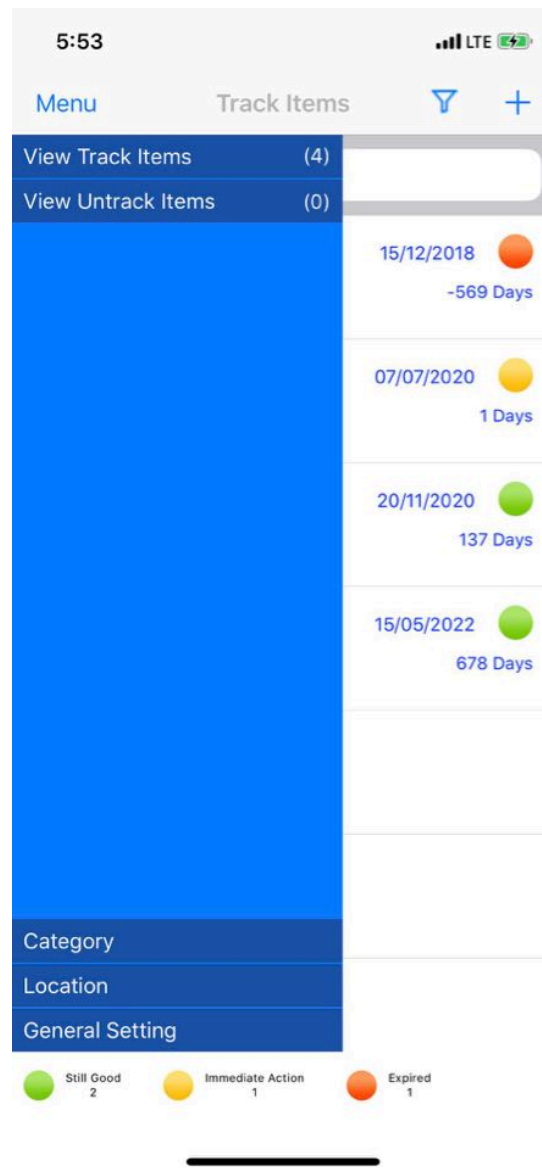 5:53
LTE
Menu
Track Items
View Track Items (4)
View Untrack Items (0)
15/12/2018
-569 Days
07/07/2020
1 Days
20/11/2020
137 Days
15/05/2022
678 Days
Category
Location
General Setting
Still Good
2
Immediate Action
1
Expired
1